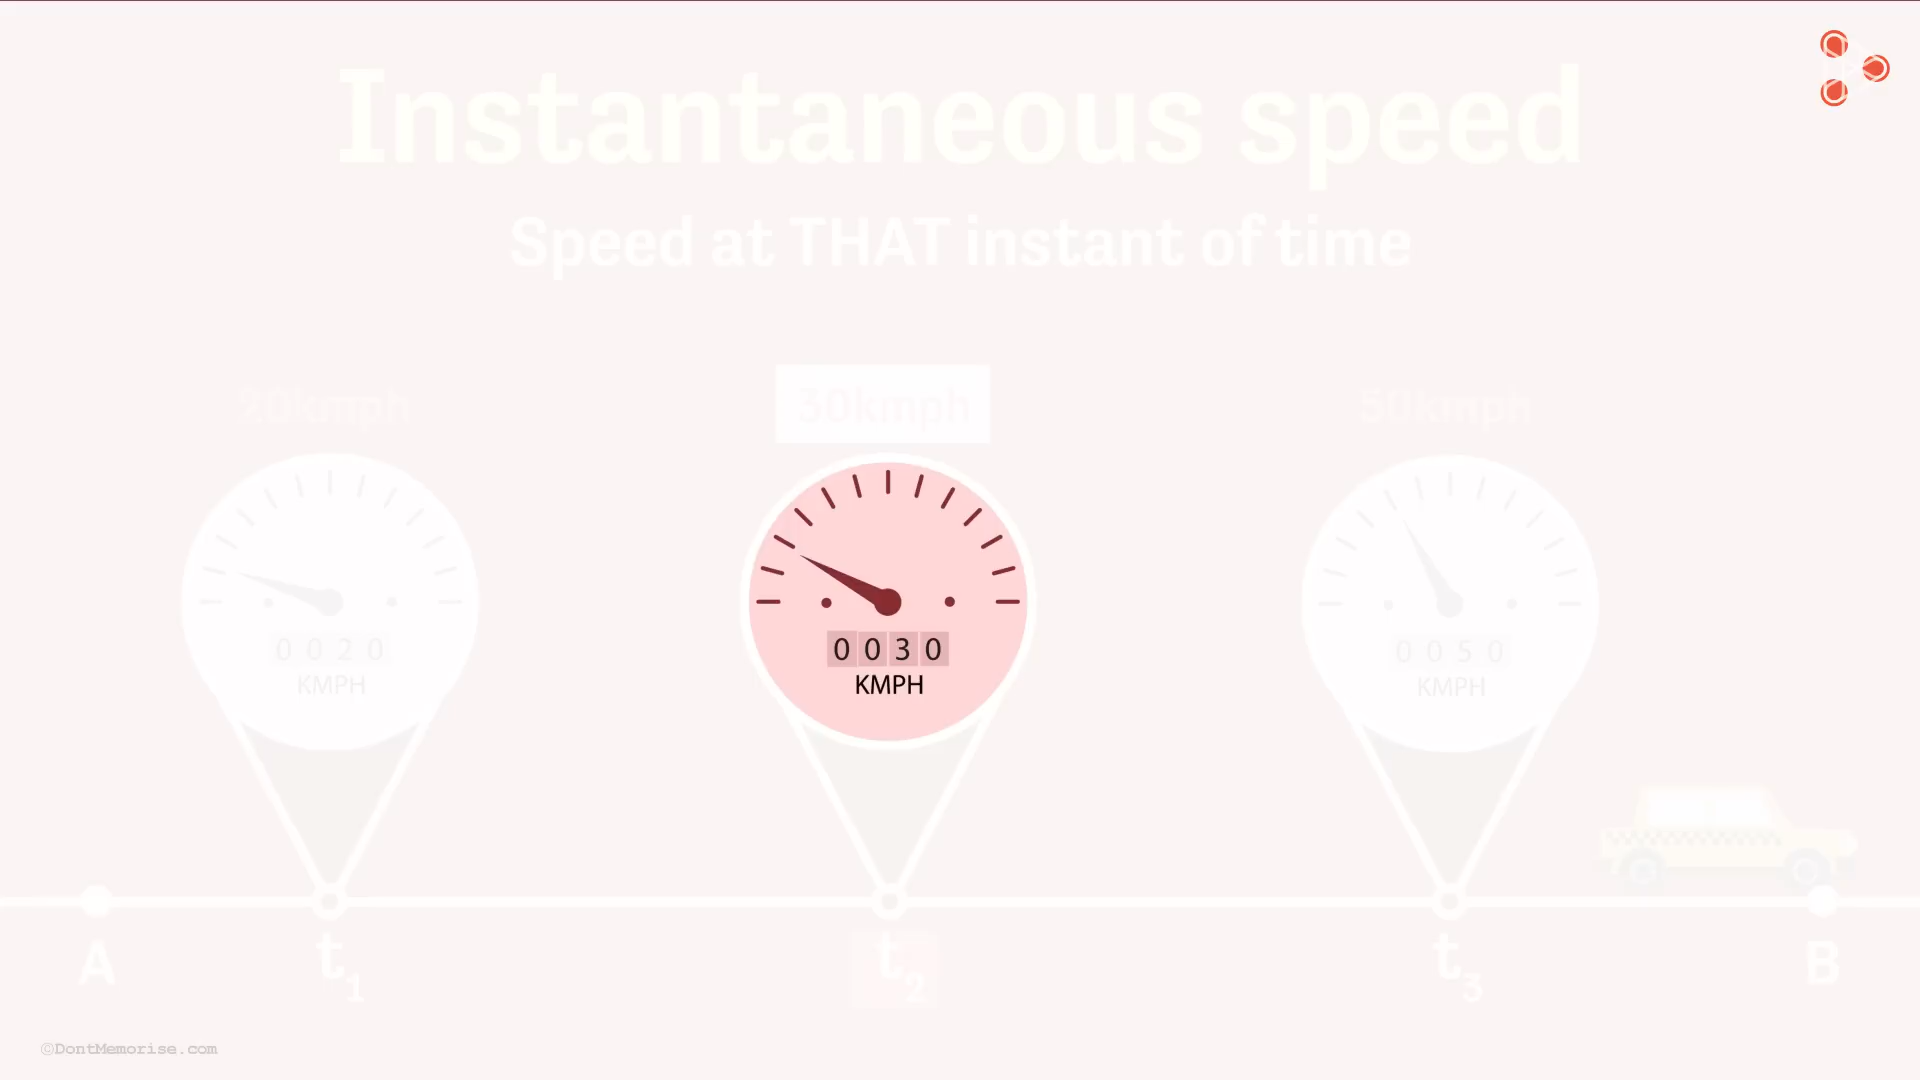 Instantaneous speed
Speed at THAT instant of time
20kmph
30kmph
50kmph
0020
KMPH
0030
KMPH
0050
KMPH
A
t1
t2
t3
B
©DontMemorise.com